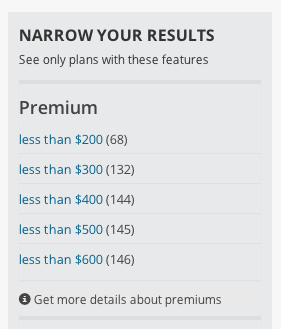 NARROW YOUR RESULTS
See only plans with these features
Premium
less than $200 (68)
less than $300 (132)
less than $400 (144)
less than $500 (145)
less than $600 (146)
Get more details about premiums